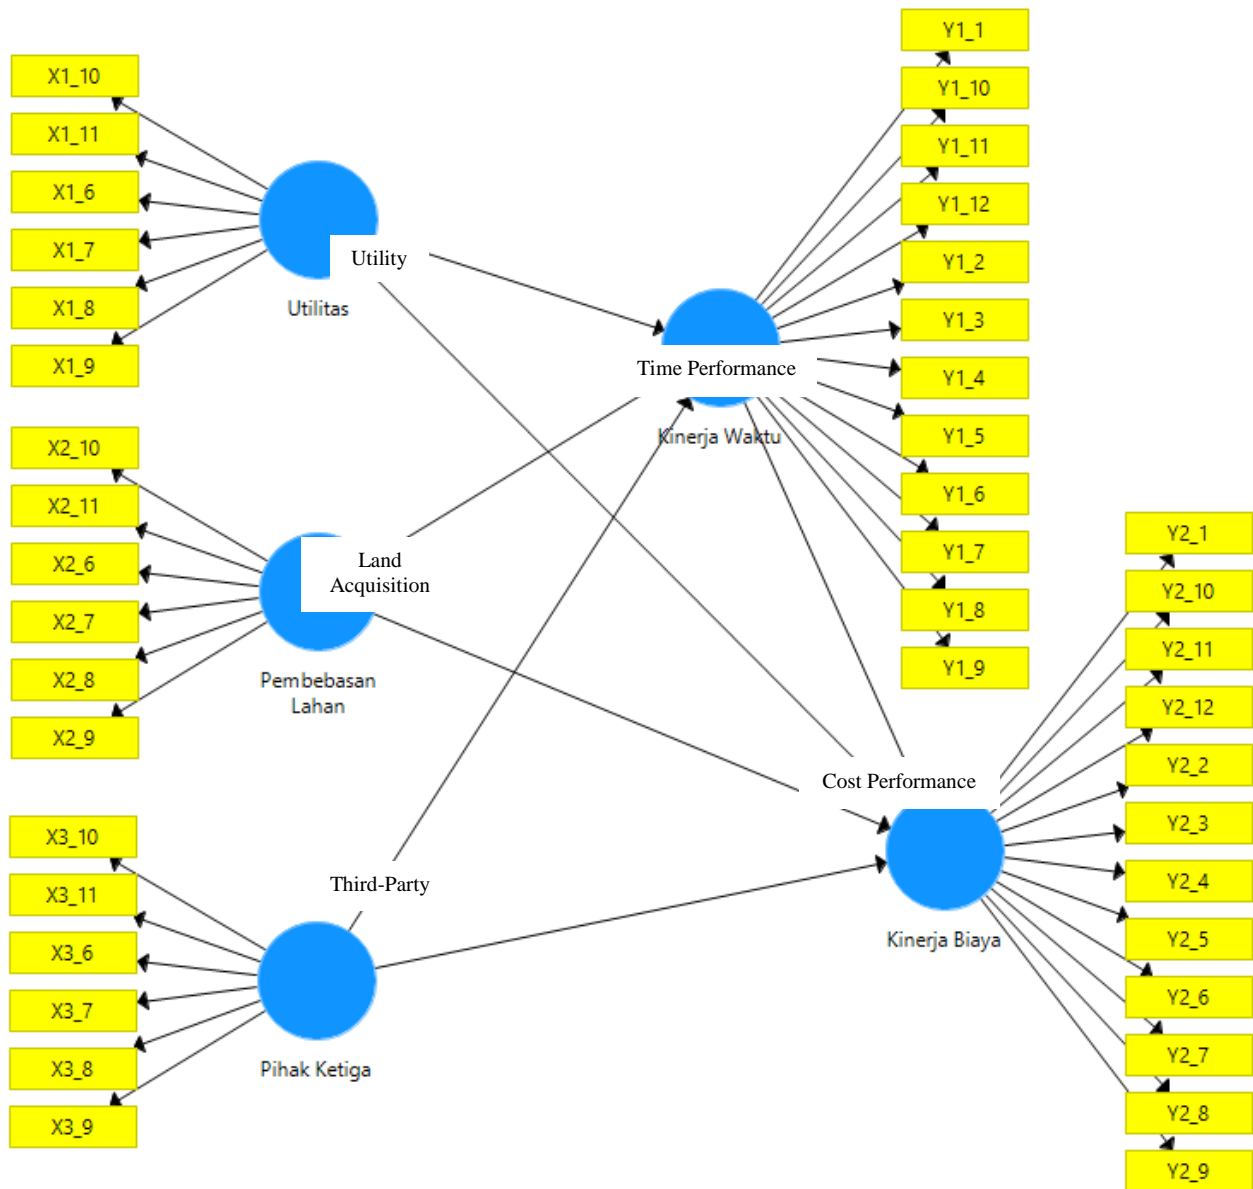 X1_10
X1_11
X1_6
X1_7
X1_8
X1_9
Utility
Utilitas
X2_10
X2_11
X2_6
X2_7
X2_8
X2_9
Land
Acquisition
Pembebasan
Lahan
X3_10
X3_11
X3_6
X3_7
X3_8
X3_9
Third-Party
Pihak Ketiga
Time Performance
Kinerja Waktu
Y1_1
Y1_10
Y1_11
Y1_12
Y1_2
Y1_3
Y1_4
Y1_5
Y1_6
Y1_7
Y1_8
Y1_9
Cost Performance
Kinerja Biaya
Y2_1
Y2_10
Y2_11
Y2_12
Y2_2
Y2_3
Y2_4
Y2_5
Y2_6
Y2_7
Y2_8
Y2_9